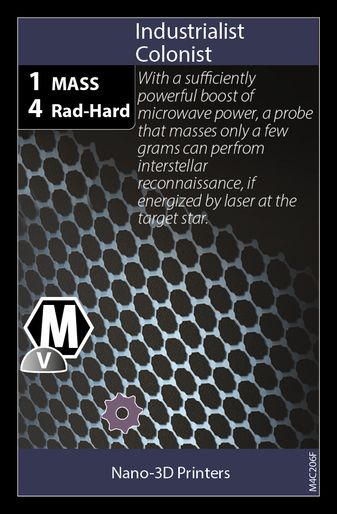 Industrialist
Colonist
1 MASS
4 Rad-Hard
With a sufficiently
powerful boost of
microwave power, a probe
that masses only a few
grams can perfrom
interstellar
reconnaissance, if
energized by laser at the
target star.
M
V
Nano-3D Printers
M4C206F